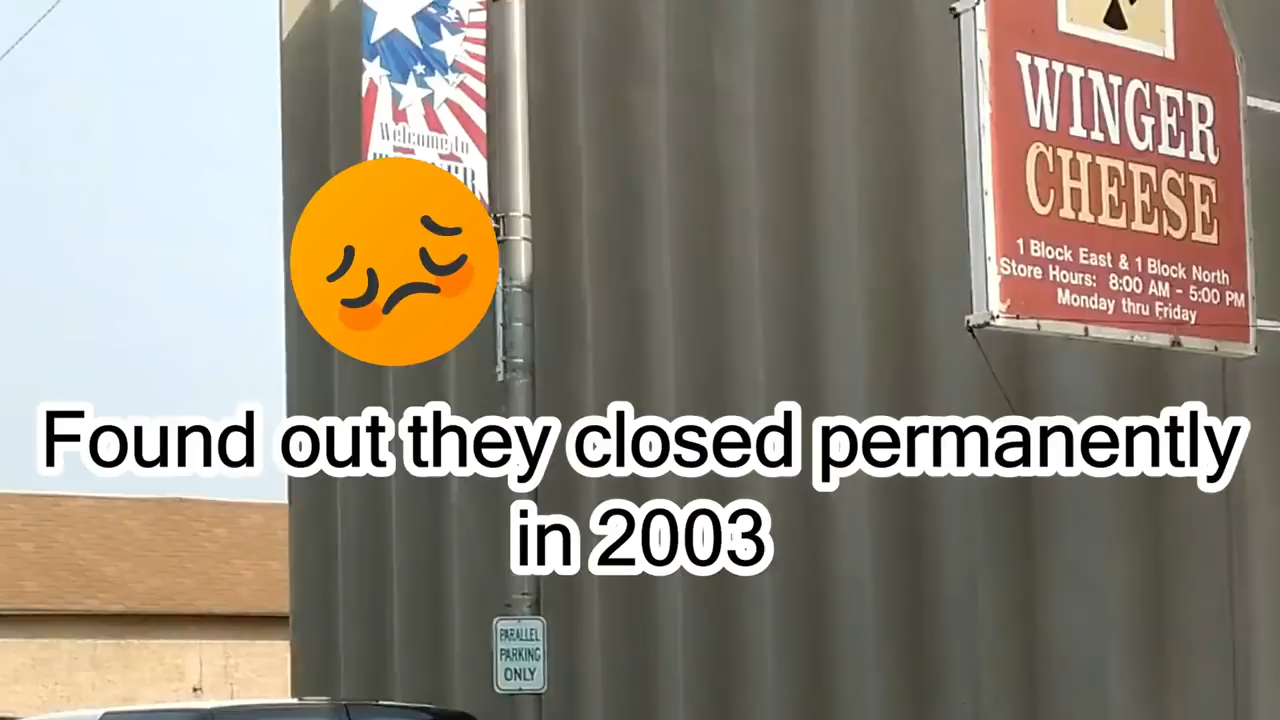 Welcome to
WINGER
CHEESE
1 Block East & 1 Block North
Store Hours: 8:00 AM - 5:00 PM
Monday thru Friday
Found out they closed permanently
in 2003
PARALLEL
PARKING
ONLY